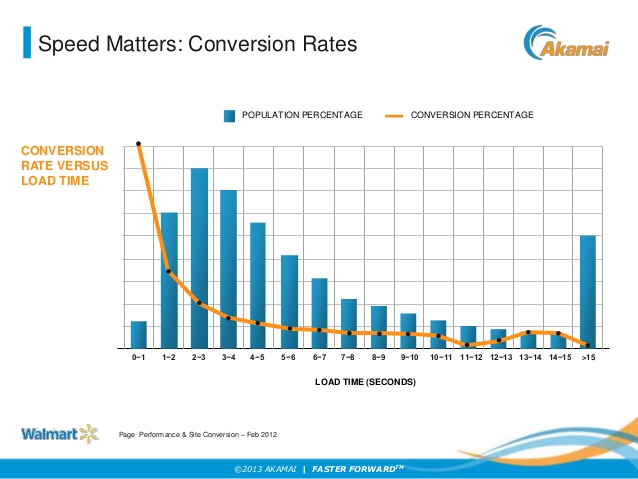 Speed Matters: Conversion Rates
Akamai
POPULATION PERCENTAGE
CONVERSION PERCENTAGE
CONVERSION
RATE VERSUS
LOAD TIME
0–1 1–2 2–3 3–4 4–5 5–6 6–7 7–8 8–9 9–10 10–11 11–12 12–13 13–14 14–15 >15
LOAD TIME (SECONDS)
Walmart
Page Performance & Site Conversion – Feb 2012
©2013 AKAMAI | FASTER FORWARD™